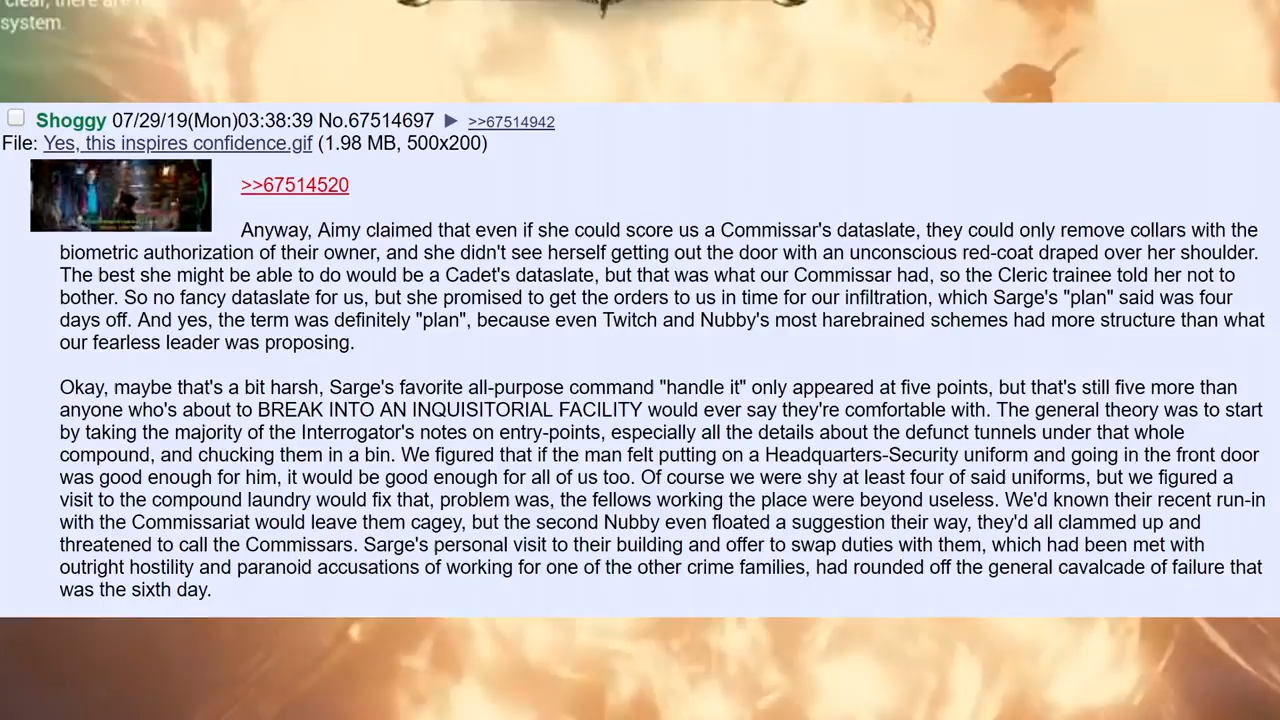 clear, there are
system.
Shoggy 07/29/19(Mon)03:38:39 No.67514697 ▶ >>67514942
File: Yes, this inspires confidence.gif (1.98 MB, 500x200)
>>67514520
Anyway, Aimy claimed that even if she could score us a Commissar's dataslate, they could only remove collars with the
biometric authorization of their owner, and she didn't see herself getting out the door with an unconscious red-coat draped over her shoulder.
The best she might be able to do would be a Cadet's dataslate, but that was what our Commissar had, so the Cleric trainee told her not to
bother. So no fancy dataslate for us, but she promised to get the orders to us in time for our infiltration, which Sarge's "plan" said was four
days off. And yes, the term was definitely "plan", because even Twitch and Nubby's most harebrained schemes had more structure than what
our fearless leader was proposing.
Okay, maybe that's a bit harsh, Sarge's favorite all-purpose command "handle it" only appeared at five points, but that's still five more than
anyone who's about to BREAK INTO AN INQUISITORIAL FACILITY would ever say they're comfortable with. The general theory was to start
by taking the majority of the Interrogator's notes on entry-points, especially all the details about the defunct tunnels under that whole
compound, and chucking them in a bin. We figured that if the man felt putting on a Headquarters-Security uniform and going in the front door
was good enough for him, it would be good enough for all of us too. Of course we were shy at least four of said uniforms, but we figured a
visit to the compound laundry would fix that, problem was, the fellows working the place were beyond useless. We'd known their recent run-in
with the Commissariat would leave them cagey, but the second Nubby even floated a suggestion their way, they'd all clammed up and
threatened to call the Commissars. Sarge's personal visit to their building and offer to swap duties with them, which had been met with
outright hostility and paranoid accusations of working for one of the other crime families, had rounded off the general cavalcade of failure that
was the sixth day.